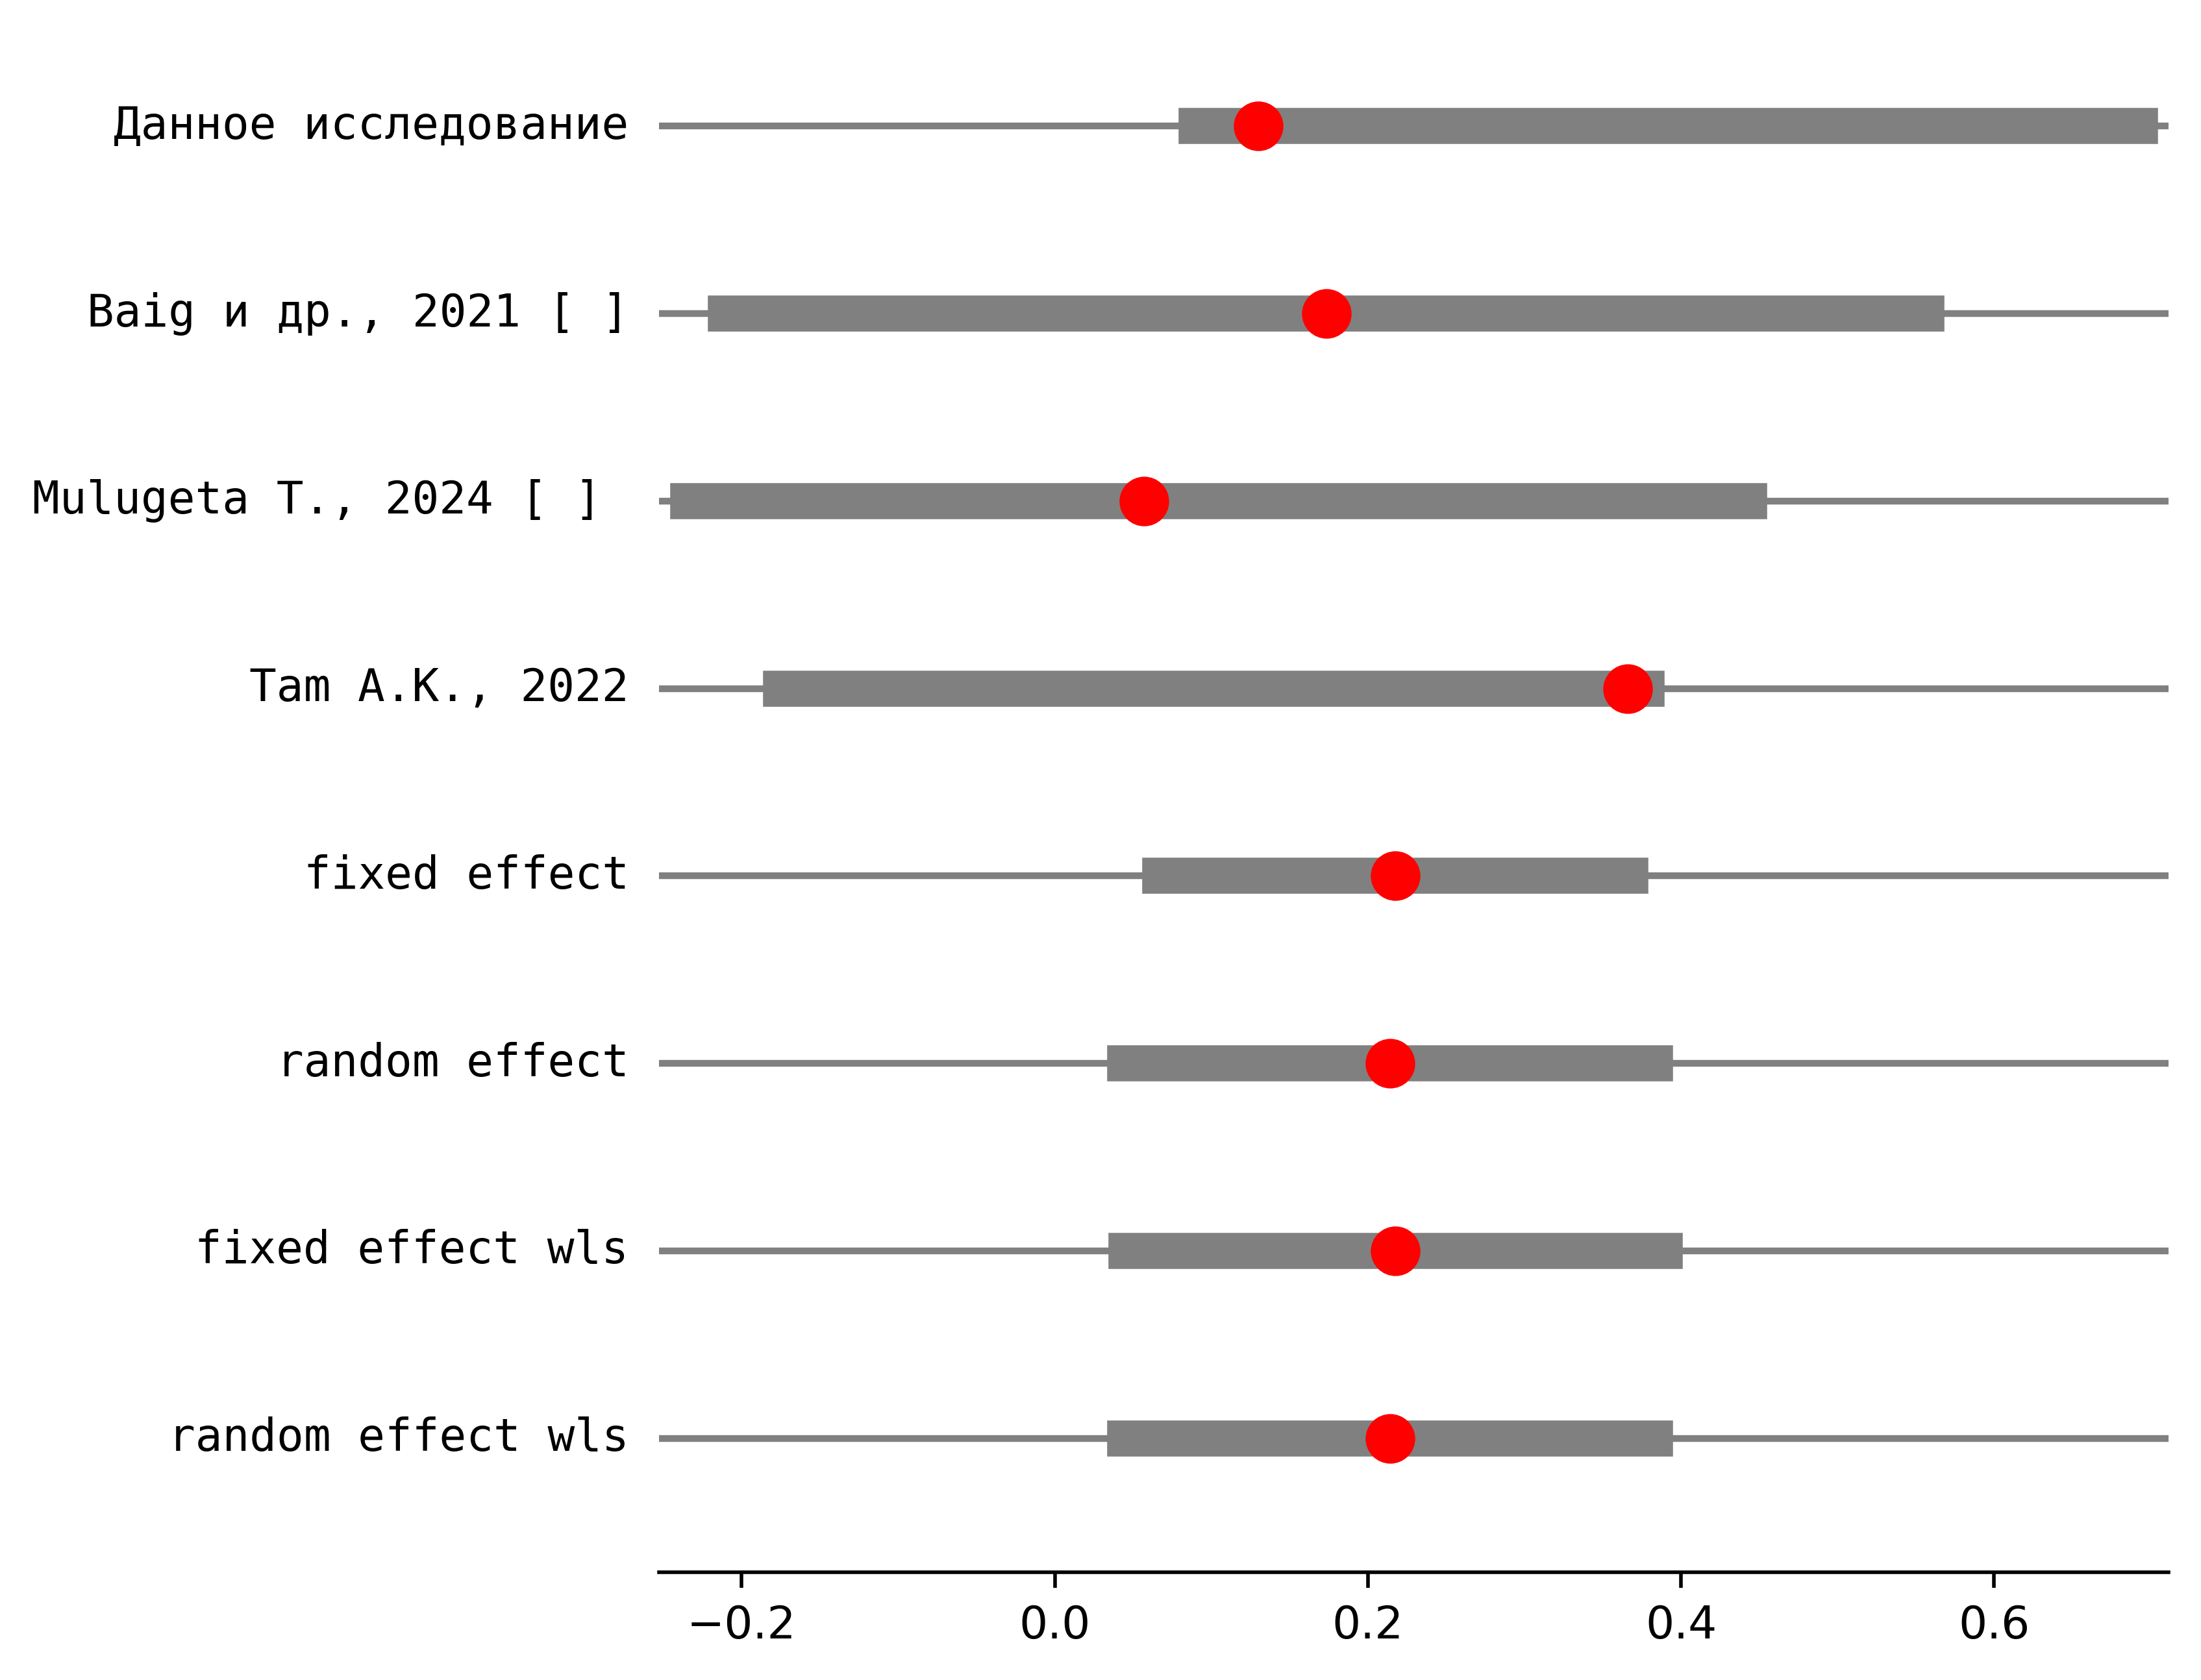 Данное исследование
Baig и др., 2021 [ ]
Mulugeta T., 2024 [ ]
Tam A.K., 2022
fixed effect
random effect
fixed effect wls
random effect wls
−0.2 0.0 0.2 0.4 0.6